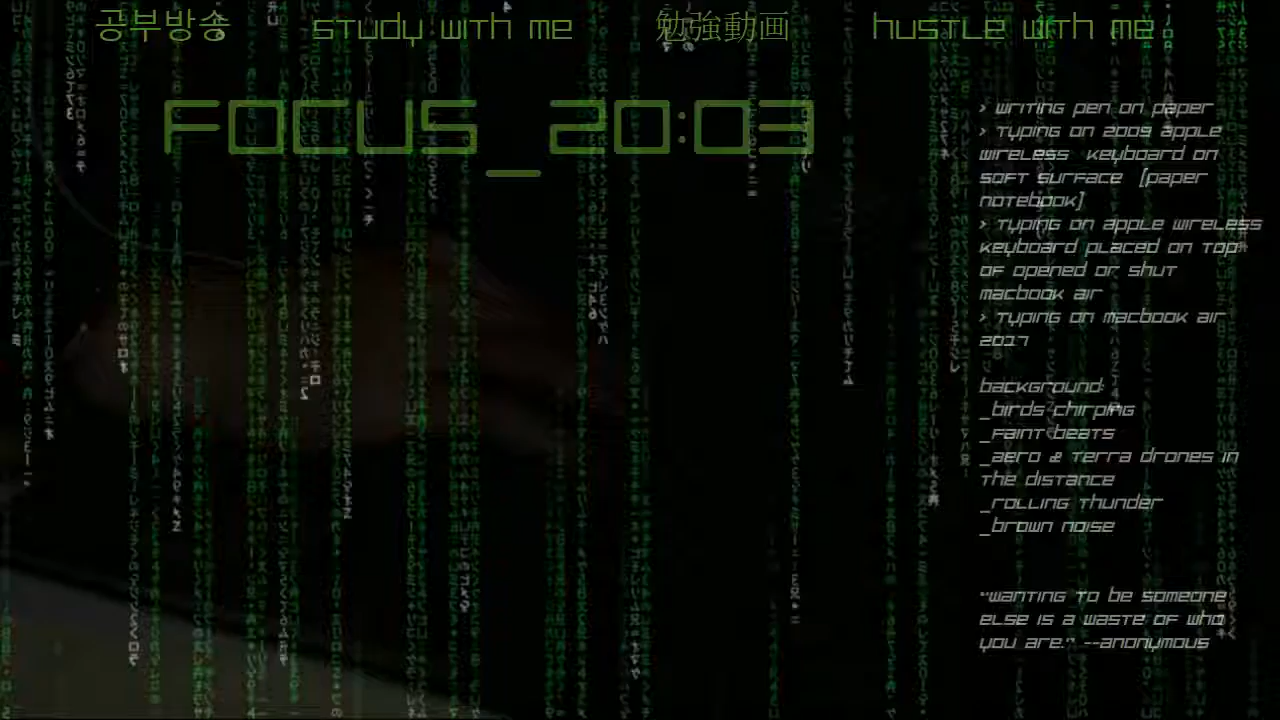 공부방송 study with me 勉強動画 hustle with me
FOCUS_20:03
> writing pen on paper
> typing on 2009 apple
wireless keyboard on
soft surface [paper
notebook]
> typing on apple wireless
keyboard placed on top
of opened or shut
macbook air
> typing on macbook air
2017
background:
_birds chirping
_faint beats
_aero & terra drones in
the distance
_rolling thunder
_brown noise
"wanting to be someone
else is a waste of who
you are." --anonymous